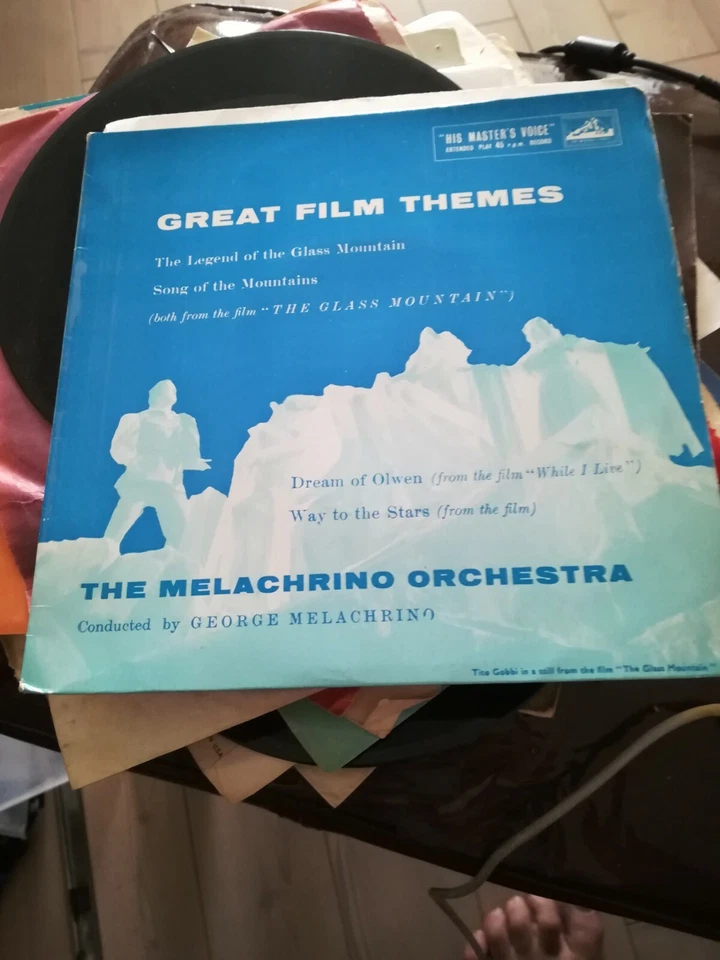 "HIS MASTER'S VOICE"
EXTENDED PLAY 45 r.p.m. RECORD
GREAT FILM THEMES
The Legend of the Glass Mountain
Song of the Mountains
(both from the film "THE GLASS MOUNTAIN")
Dream of Olwen (from the film "While I Live")
Way to the Stars (from the film)
THE MELACHRINO ORCHESTRA
Conducted by GEORGE MELACHRINO
Tito Gobbi in a still from the film "The Glass Mountain"